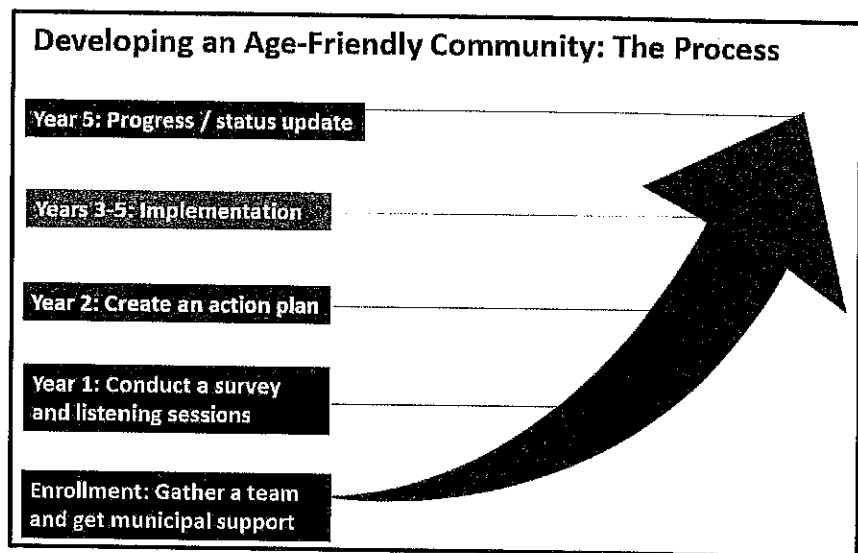 Developing an Age-Friendly Community: The Process
Year 5: Progress / status update
Years 3-5: Implementation
Year 2: Create an action plan
Year 1: Conduct a survey
and listening sessions
Enrollment: Gather a team
and get municipal support